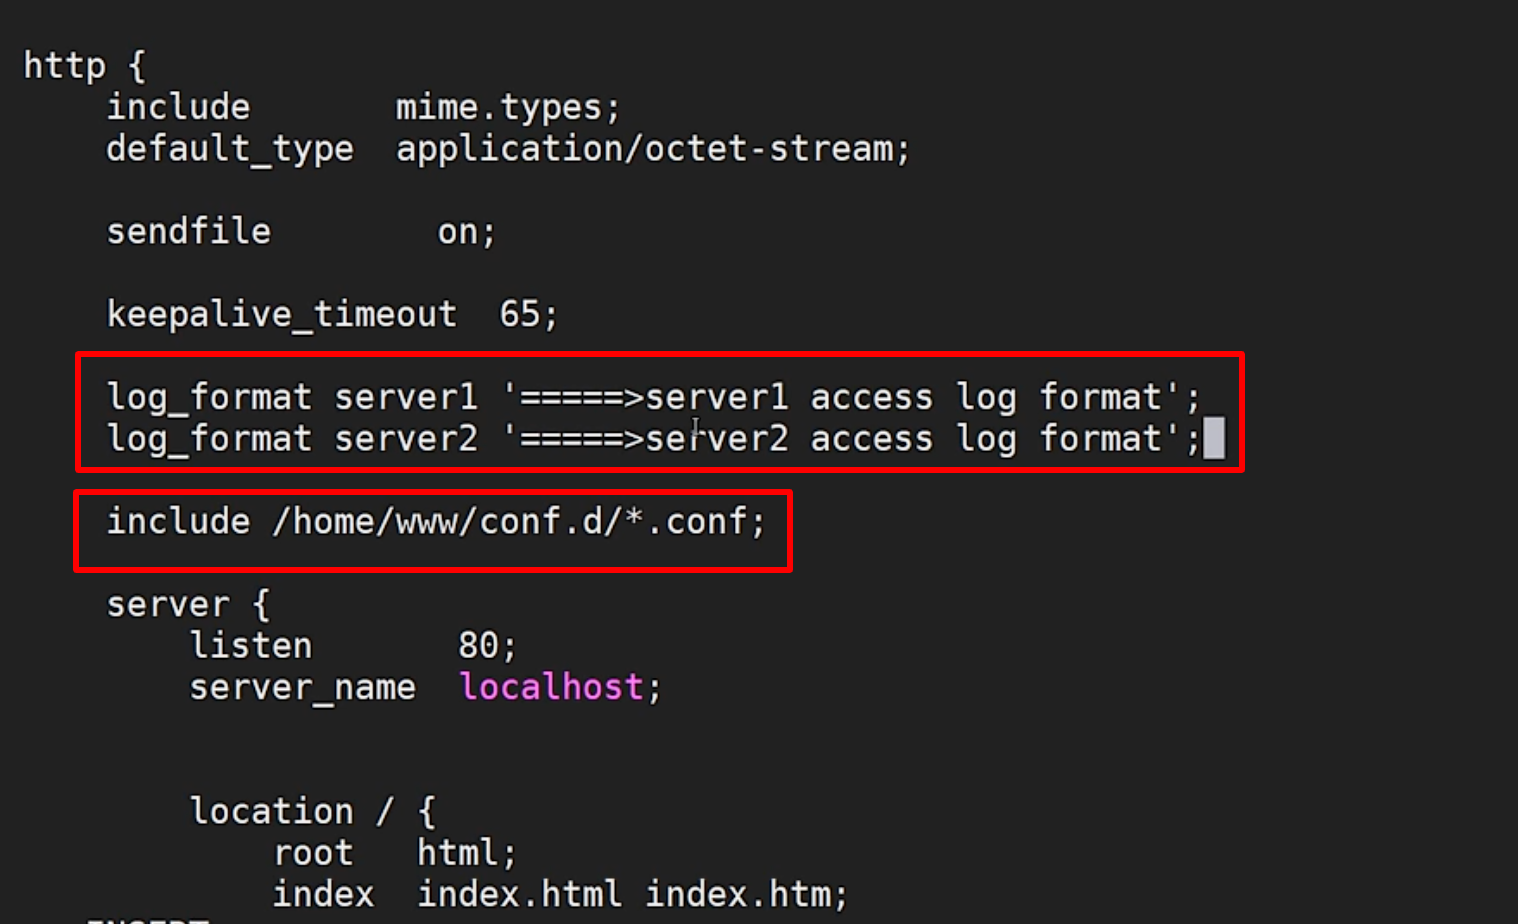 http {
    include       mime.types;
    default_type  application/octet-stream;
    sendfile        on;
    keepalive_timeout  65;
    log_format server1 '=====>server1 access log format';
    log_format server2 '=====>server2 access log format';
    include /home/www/conf.d/*.conf;
    server {
        listen       80;
        server_name  localhost;
        location / {
            root   html;
            index  index.html index.htm;